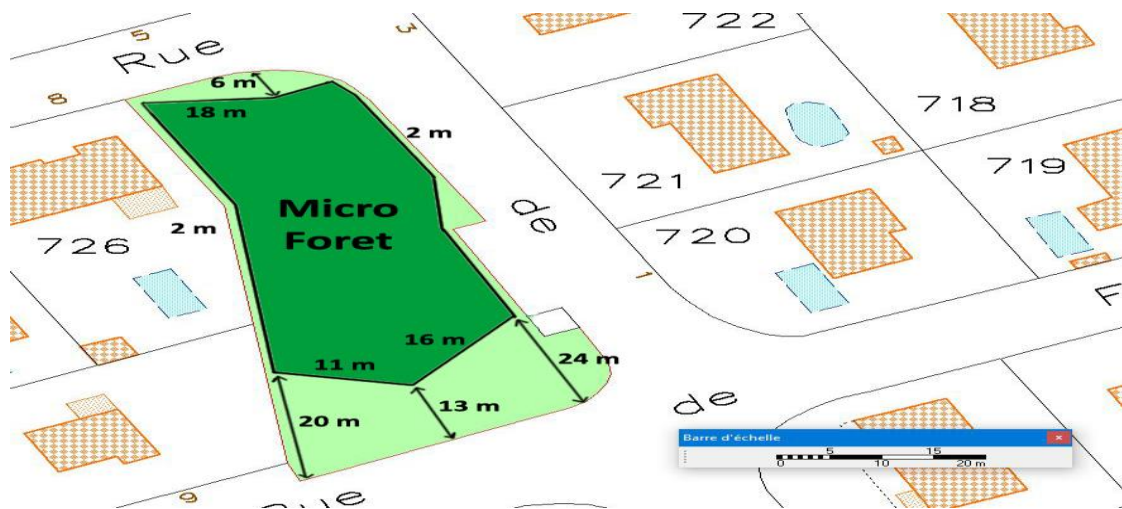 722
5
3
Rue
6 m
8
18 m
718
2 m
721
719
Micro
Foret
de
2 m
726
720
1
F
16 m
11 m
24 m
13 m
20 m
de
Barre d'échelle
5
15
0
10
20 m
9
Rue